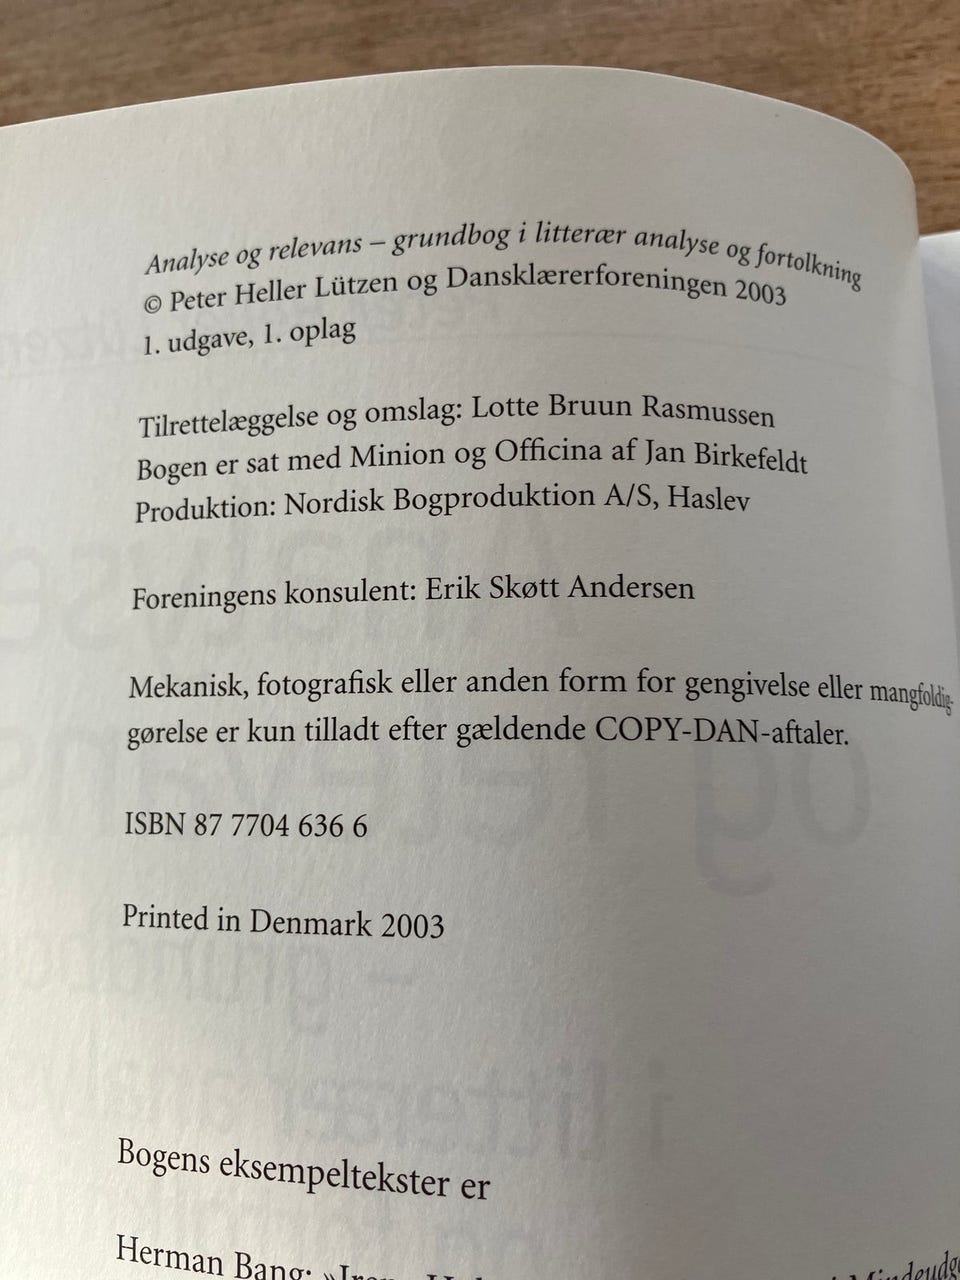 Analyse og relevans – grundbog i litterær analyse og fortolkning
© Peter Heller Lützen og Dansklærerforeningen 2003
1. udgave, 1. oplag
Tilrettelæggelse og omslag: Lotte Bruun Rasmussen
Bogen er sat med Minion og Officina af Jan Birkefeldt
Produktion: Nordisk Bogproduktion A/S, Haslev
Foreningens konsulent: Erik Skøtt Andersen
Mekanisk, fotografisk eller anden form for gengivelse eller mangfoldig-
gørelse er kun tilladt efter gældende COPY-DAN-aftaler.
ISBN 87 7704 636 6
Printed in Denmark 2003
Bogens eksempeltekster er
Herman Bang: